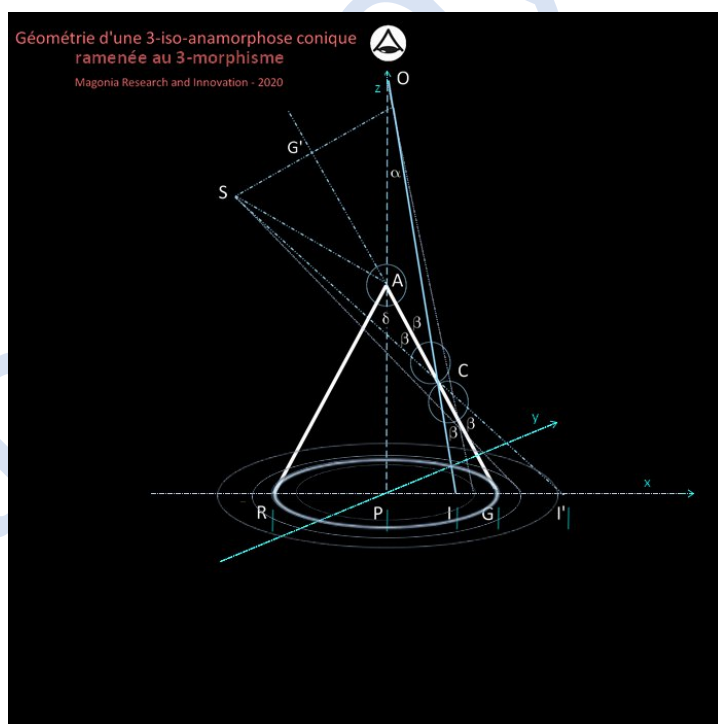 Géométrie d'une 3-iso-anamorphose conique
ramenée au 3-morphisme
Magonia Research and Innovation - 2020
O
z
G'
α
S
A
δ
β
β
C
β
β
y
x
R
P
I
G
I'